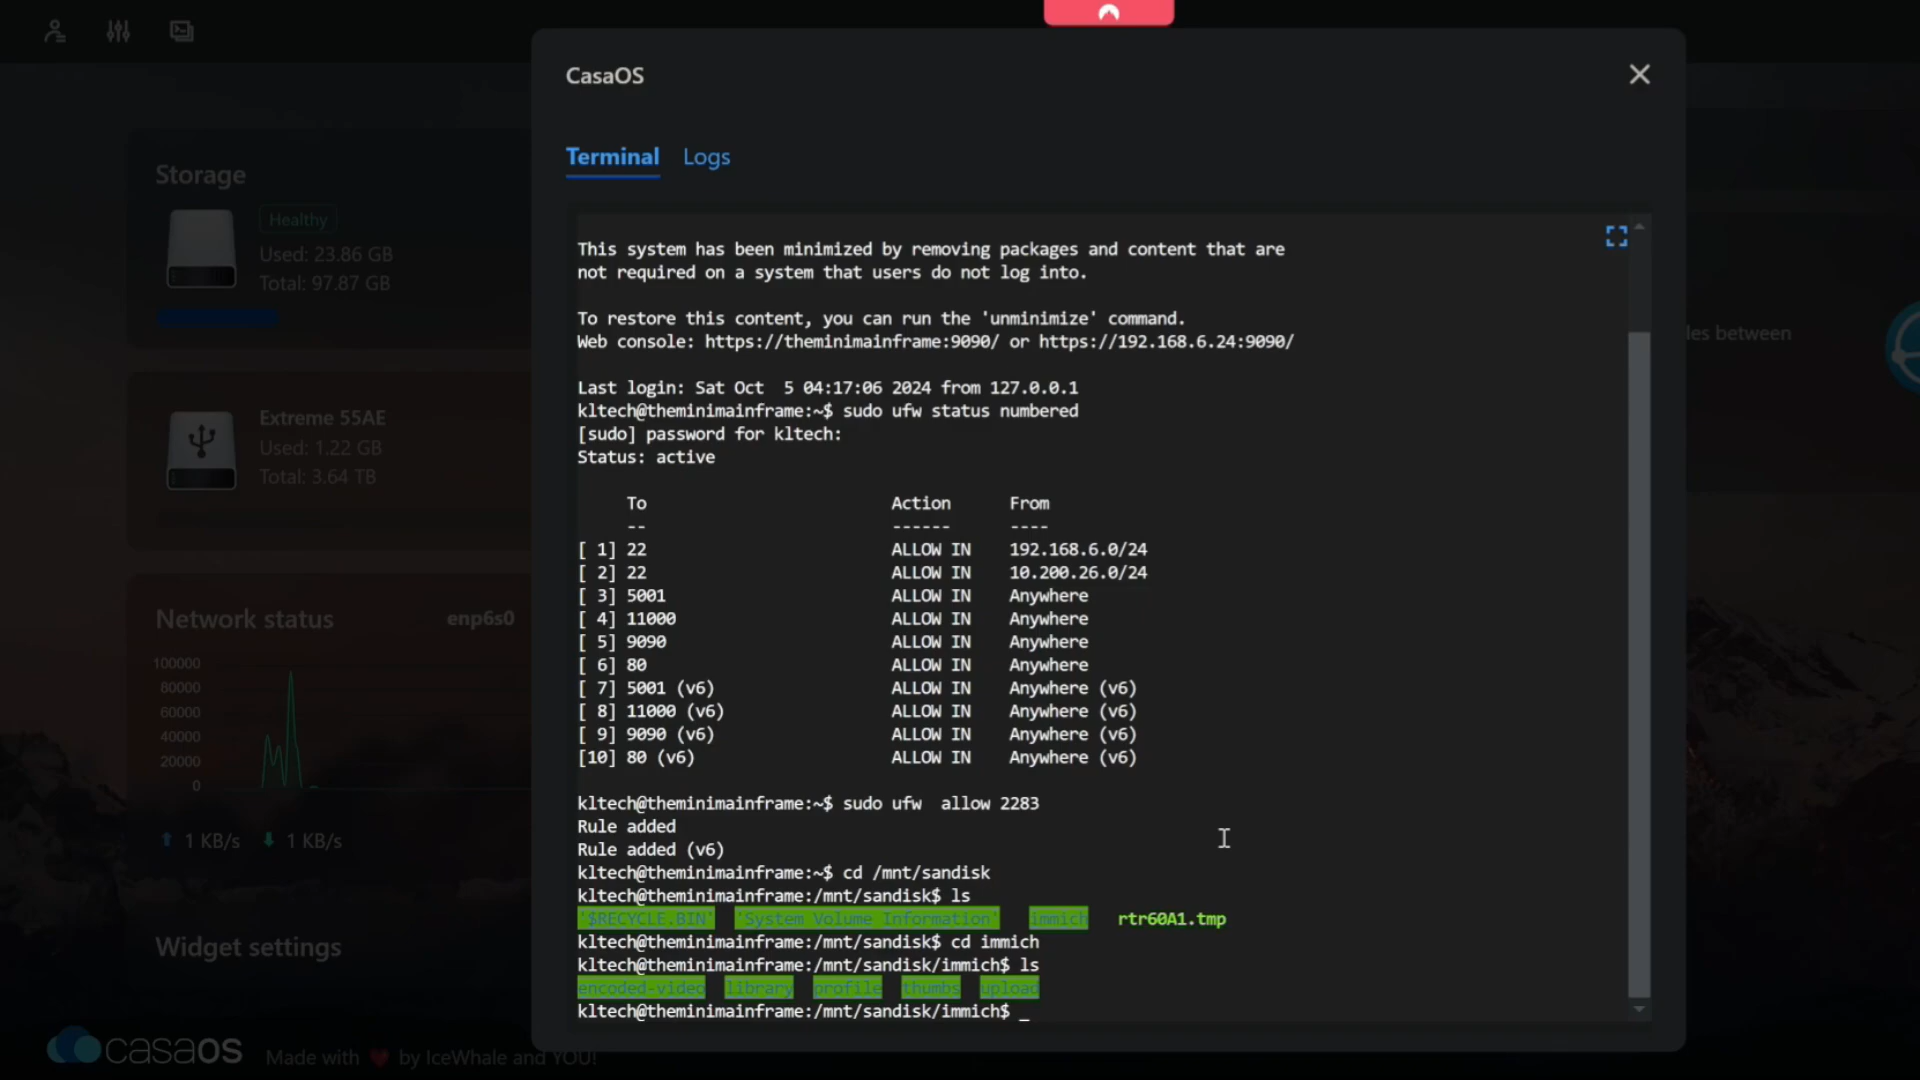 CasaOS
Terminal Logs
This system has been minimized by removing packages and content that are
not required on a system that users do not log into.
To restore this content, you can run the 'unminimize' command.
Web console: https://theminimainframe:9090/ or https://192.168.6.24:9090/
Last login: Sat Oct  5 04:17:06 2024 from 127.0.0.1
kltech@theminimainframe:~$ sudo ufw status numbered
[sudo] password for kltech:
Status: active
To Action From
-- ------ ----
[ 1] 22 ALLOW IN 192.168.6.0/24
[ 2] 22 ALLOW IN 10.200.26.0/24
[ 3] 5001 ALLOW IN Anywhere
[ 4] 11000 ALLOW IN Anywhere
[ 5] 9090 ALLOW IN Anywhere
[ 6] 80 ALLOW IN Anywhere
[ 7] 5001 (v6) ALLOW IN Anywhere (v6)
[ 8] 11000 (v6) ALLOW IN Anywhere (v6)
[ 9] 9090 (v6) ALLOW IN Anywhere (v6)
[10] 80 (v6) ALLOW IN Anywhere (v6)
kltech@theminimainframe:~$ sudo ufw  allow 2283
Rule added
Rule added (v6)
kltech@theminimainframe:~$ cd /mnt/sandisk
kltech@theminimainframe:/mnt/sandisk$ ls
'$RECYCLE.BIN' 'System Volume Information' immich rtr60A1.tmp
kltech@theminimainframe:/mnt/sandisk$ cd immich
kltech@theminimainframe:/mnt/sandisk/immich$ ls
encoded-video library profile thumbs upload
kltech@theminimainframe:/mnt/sandisk/immich$ _
Storage
Healthy
Used: 23.86 GB
Total: 97.87 GB
Extreme 55AE
Used: 1.22 GB
Total: 3.64 TB
Network status enp6s0
100000
80000
60000
40000
20000
0
1 KB/s 1 KB/s
Widget settings
casaOS Made with ❤ by IceWhale and YOU!
les between